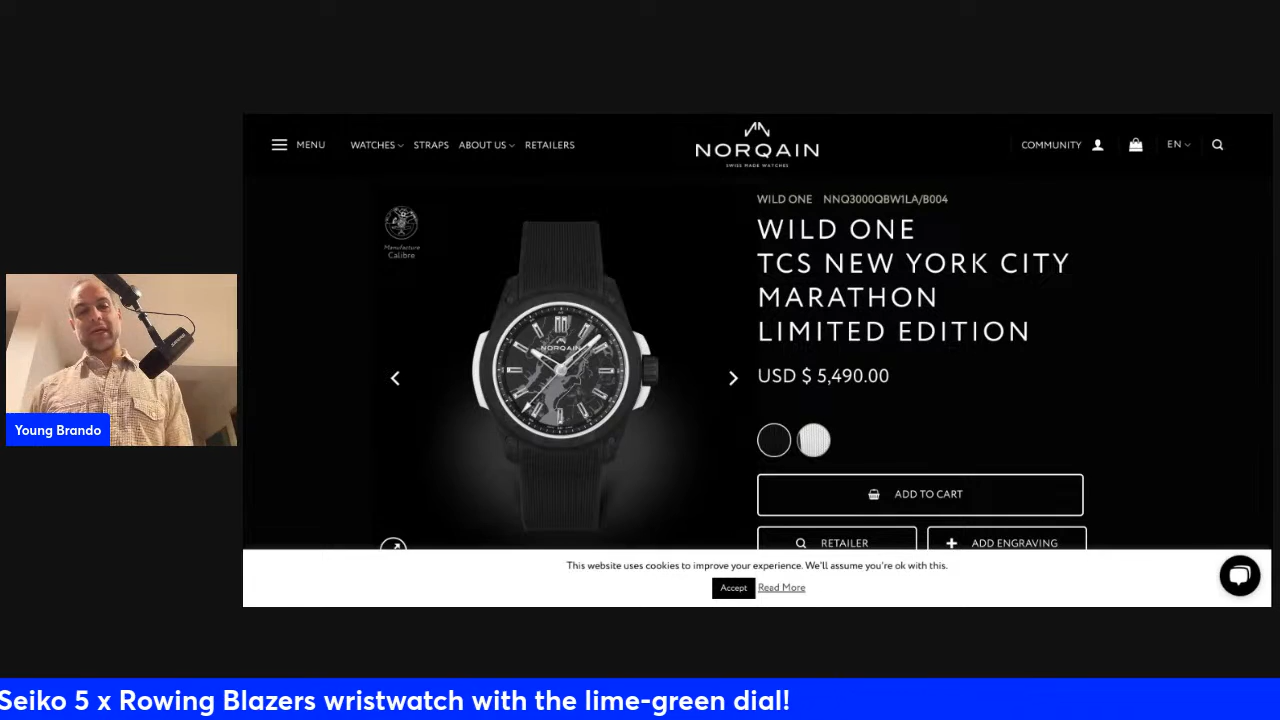 MENU WATCHES STRAPS ABOUT US RETAILERS
NORQAIN
SWISS MADE WATCHES
COMMUNITY EN
WILD ONE NNQ3000QBW1LA/B004
WILD ONE
TCS NEW YORK CITY
MARATHON
LIMITED EDITION
USD $ 5,490.00
Manufacture
Calibre
NORQAIN
ADD TO CART
RETAILER ADD ENGRAVING
This website uses cookies to improve your experience. We'll assume you're ok with this.
Accept Read More
Young Brando
Seiko 5 x Rowing Blazers wristwatch with the lime-green dial!